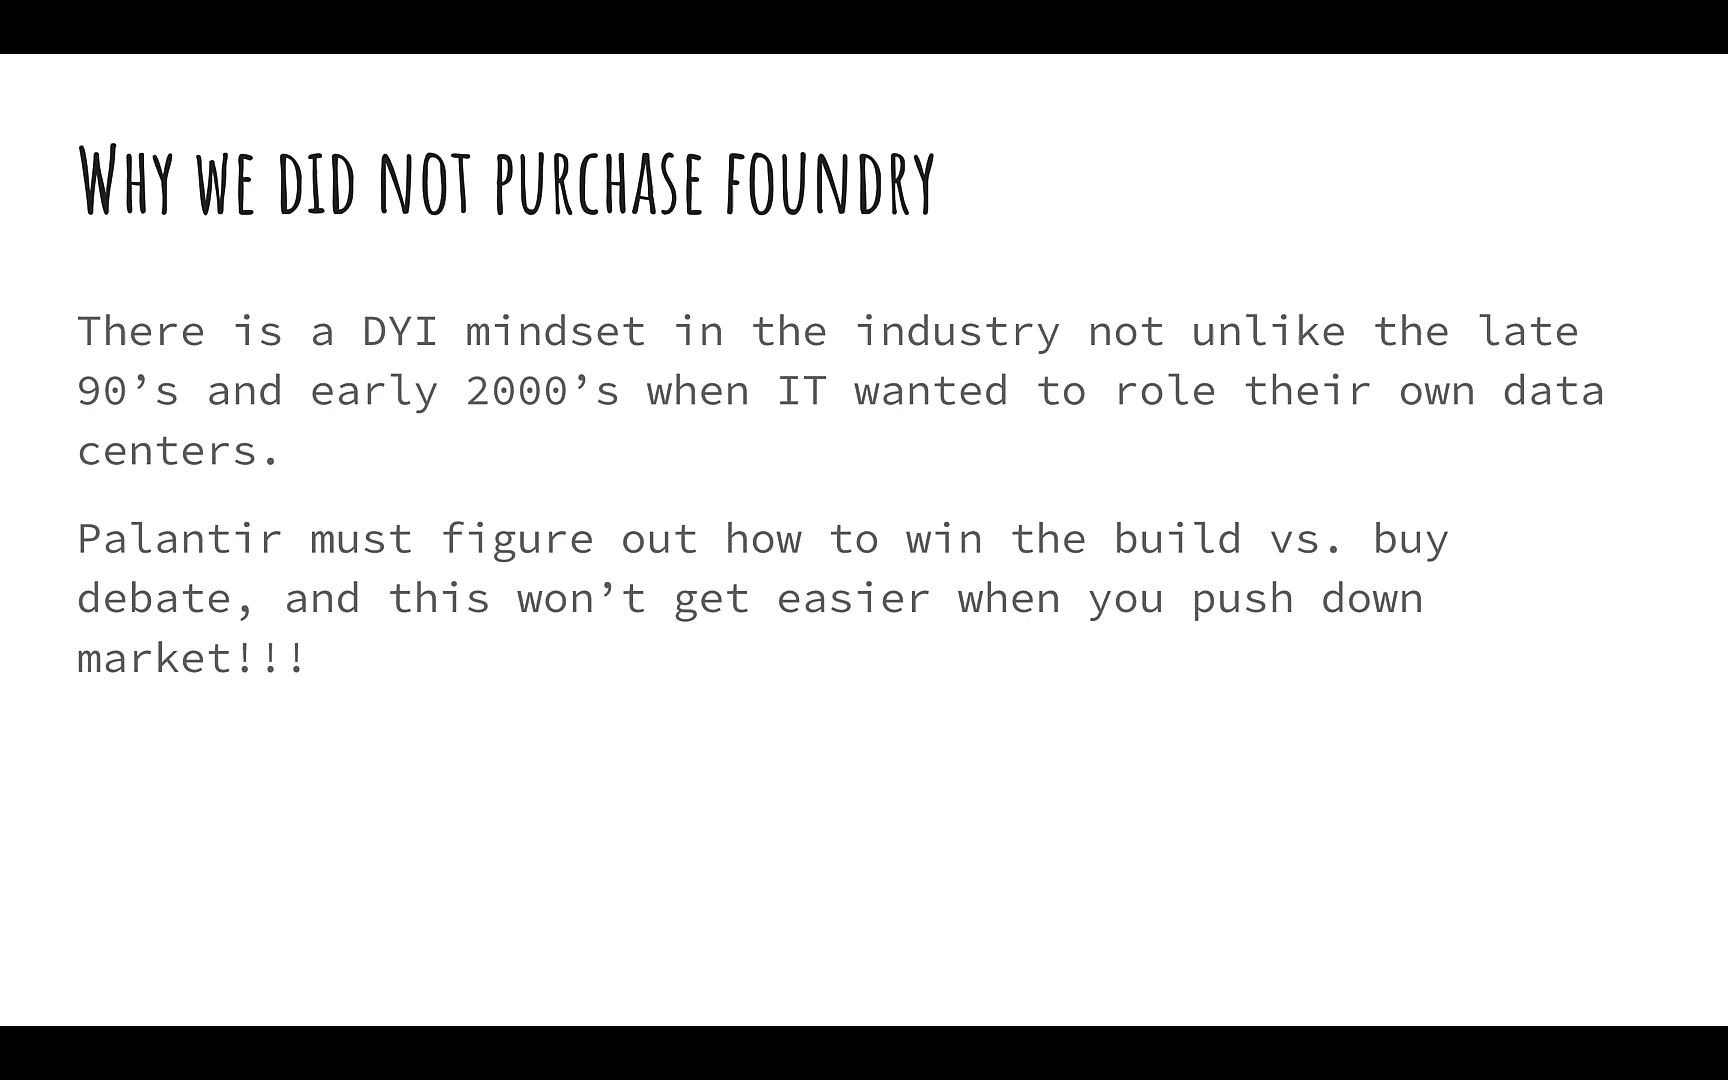 Why we did not purchase foundry
There is a DYI mindset in the industry not unlike the late
90’s and early 2000’s when IT wanted to role their own data
centers.
Palantir must figure out how to win the build vs. buy
debate, and this won’t get easier when you push down
market!!!